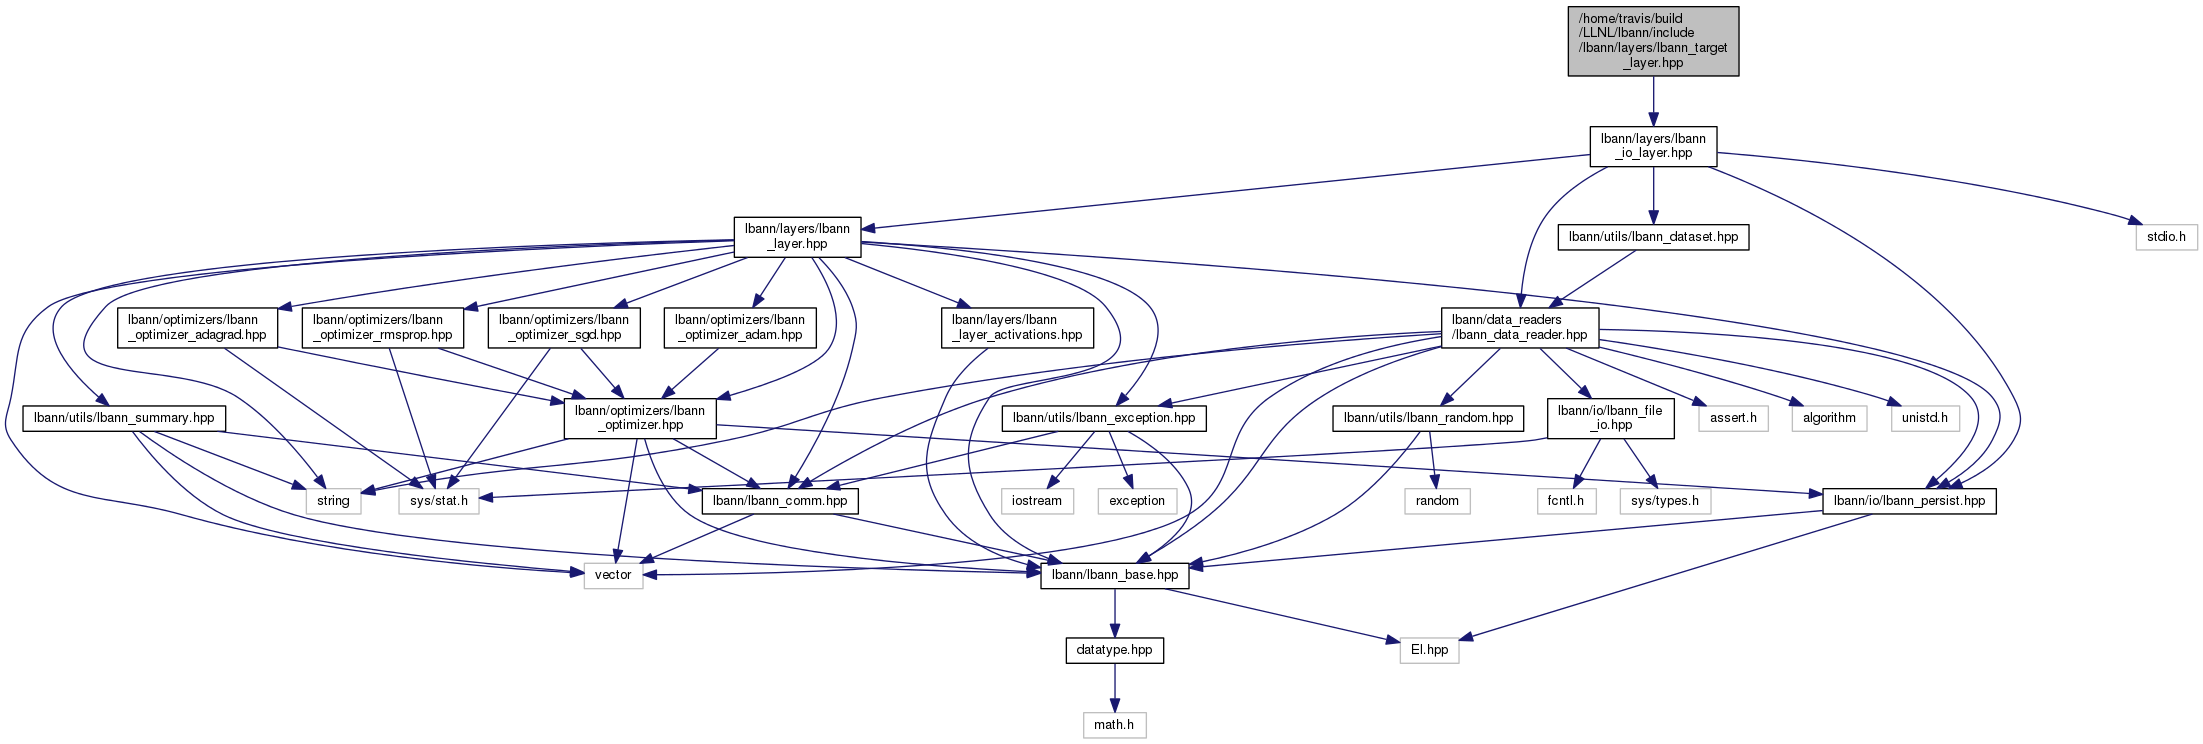 /home/travis/build
/LLNL/lbann/include
/lbann/layers/lbann_target
_layer.hpp
lbann/layers/lbann
_io_layer.hpp
lbann/layers/lbann
_layer.hpp
lbann/utils/lbann_dataset.hpp
stdio.h
lbann/optimizers/lbann
_optimizer_adagrad.hpp
lbann/optimizers/lbann
_optimizer_rmsprop.hpp
lbann/optimizers/lbann
_optimizer_sgd.hpp
lbann/optimizers/lbann
_optimizer_adam.hpp
lbann/layers/lbann
_layer_activations.hpp
lbann/data_readers
/lbann_data_reader.hpp
lbann/utils/lbann_summary.hpp
lbann/optimizers/lbann
_optimizer.hpp
lbann/utils/lbann_exception.hpp
lbann/utils/lbann_random.hpp
lbann/io/lbann_file
_io.hpp
assert.h
algorithm
unistd.h
string
sys/stat.h
lbann/lbann_comm.hpp
iostream
exception
random
fcntl.h
sys/types.h
lbann/io/lbann_persist.hpp
vector
lbann/lbann_base.hpp
datatype.hpp
El.hpp
math.h